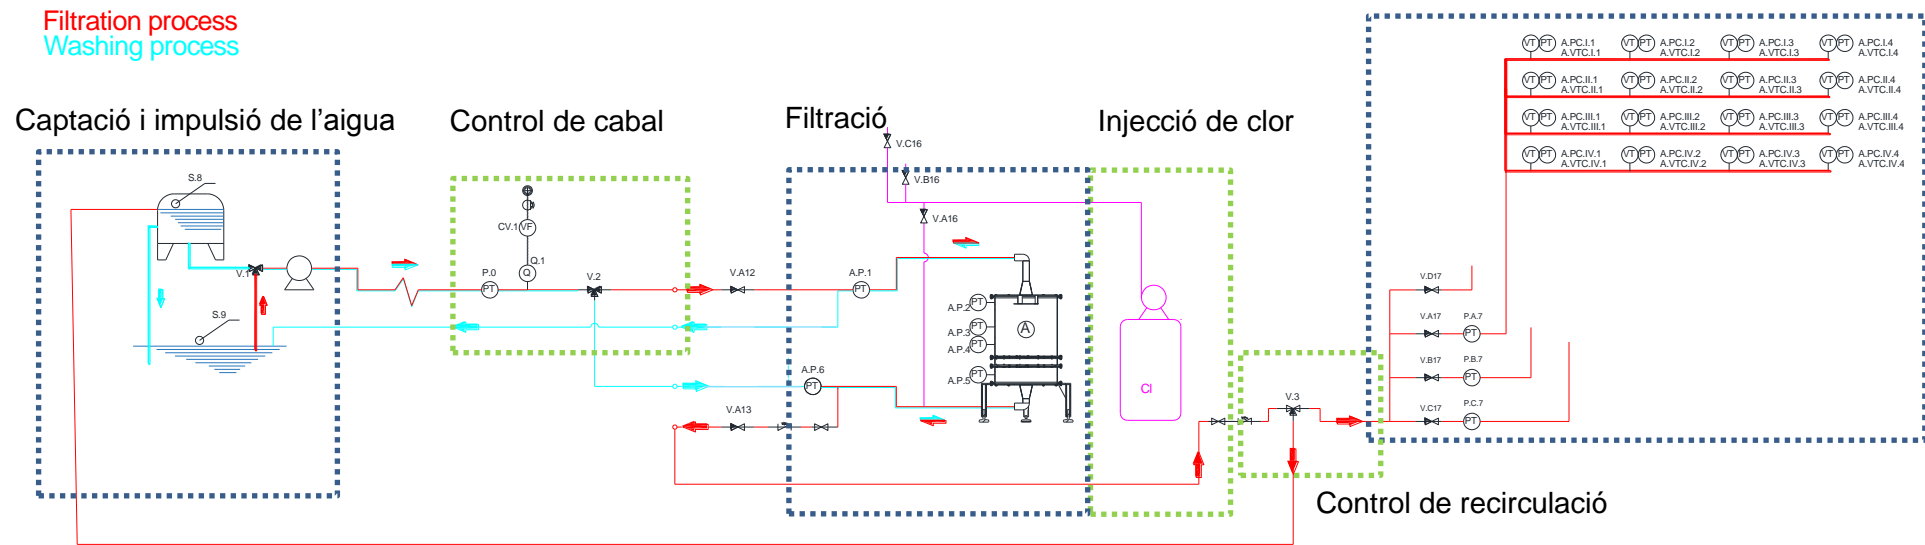 Filtration process
Washing process
Captació i impulsió de l'aigua
Control de cabal
Filtració
Injecció de clor
Control de recirculació
S.8
V.1
S.9
P.0
PT
CV.1
VF
Q.1
Q
V.2
V.A12
A.P.1
PT
V.C16
V.B16
V.A16
A.P.2
PT
A.P.3
PT
A.P.4
PT
A.P.5
PT
A
A.P.6
PT
V.A13
Cl
V.3
V.D17
V.A17
P.A.7
PT
V.B17
P.B.7
PT
V.C17
P.C.7
PT
VT PT A.PC.I.1 VT PT A.PC.I.2 VT PT A.PC.I.3 VT PT A.PC.I.4
A.VTC.I.1 A.VTC.I.2 A.VTC.I.3 A.VTC.I.4
VT PT A.PC.II.1 VT PT A.PC.II.2 VT PT A.PC.II.3 VT PT A.PC.II.4
A.VTC.II.1 A.VTC.II.2 A.VTC.II.3 A.VTC.II.4
VT PT A.PC.III.1 VT PT A.PC.III.2 VT PT A.PC.III.3 VT PT A.PC.III.4
A.VTC.III.1 A.VTC.III.2 A.VTC.III.3 A.VTC.III.4
VT PT A.PC.IV.1 VT PT A.PC.IV.2 VT PT A.PC.IV.3 VT PT A.PC.IV.4
A.VTC.IV.1 A.VTC.IV.2 A.VTC.IV.3 A.VTC.IV.4